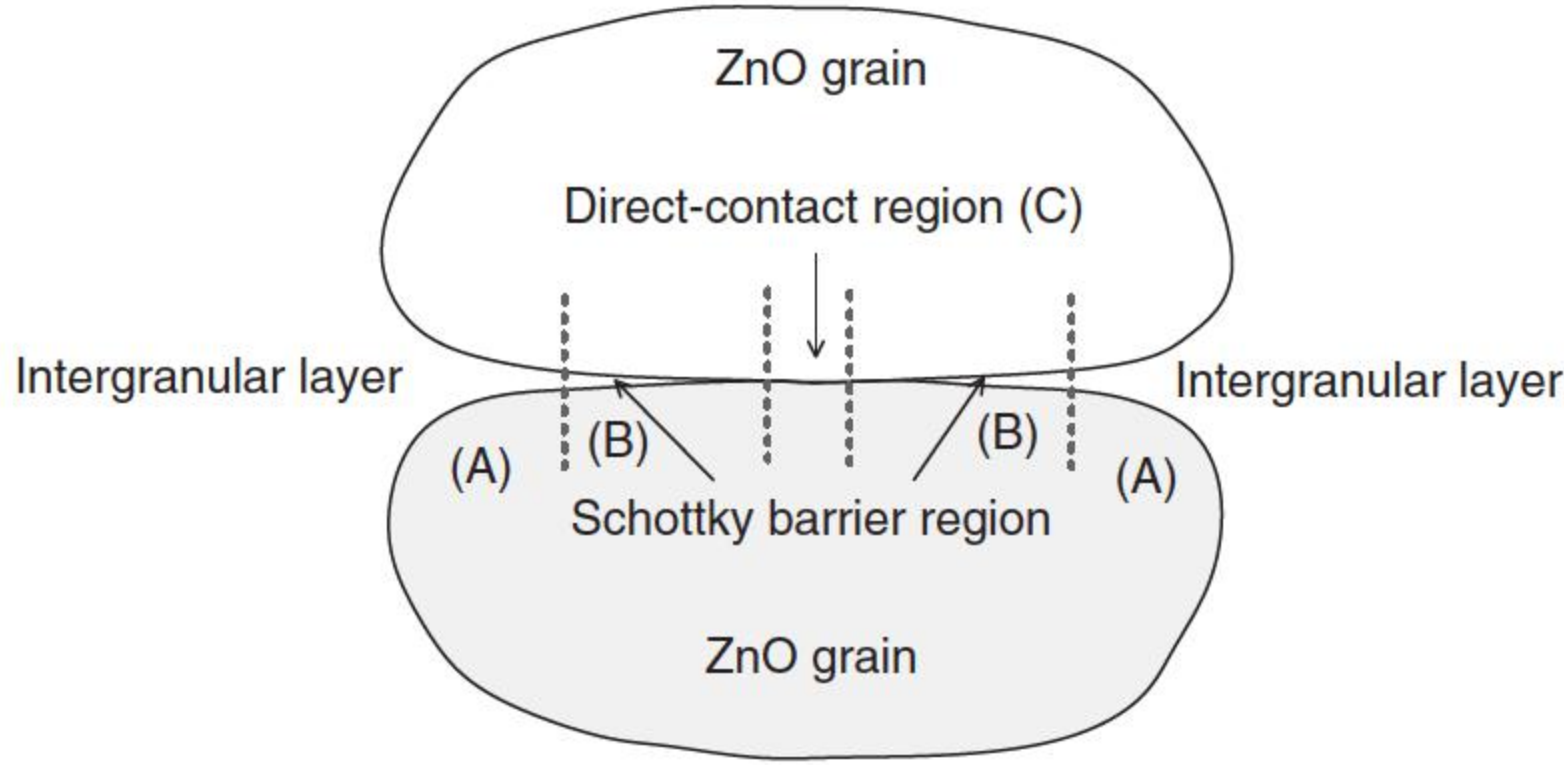 ZnO grain
Direct-contact region (C)
Intergranular layer
Intergranular layer
(B)
(B)
(A)
(A)
Schottky barrier region
ZnO grain